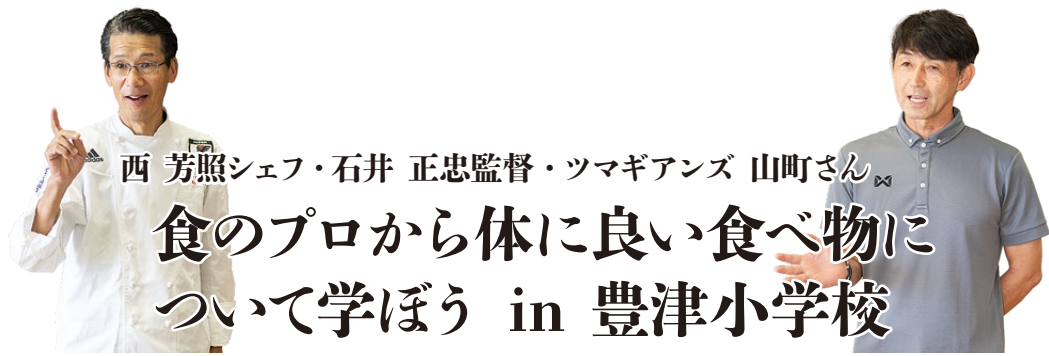 西 芳照シェフ・石井 正忠監督・ツマギアンズ 山町さん
食のプロから体に良い食べ物に
ついて学ぼう in 豊津小学校
adidas